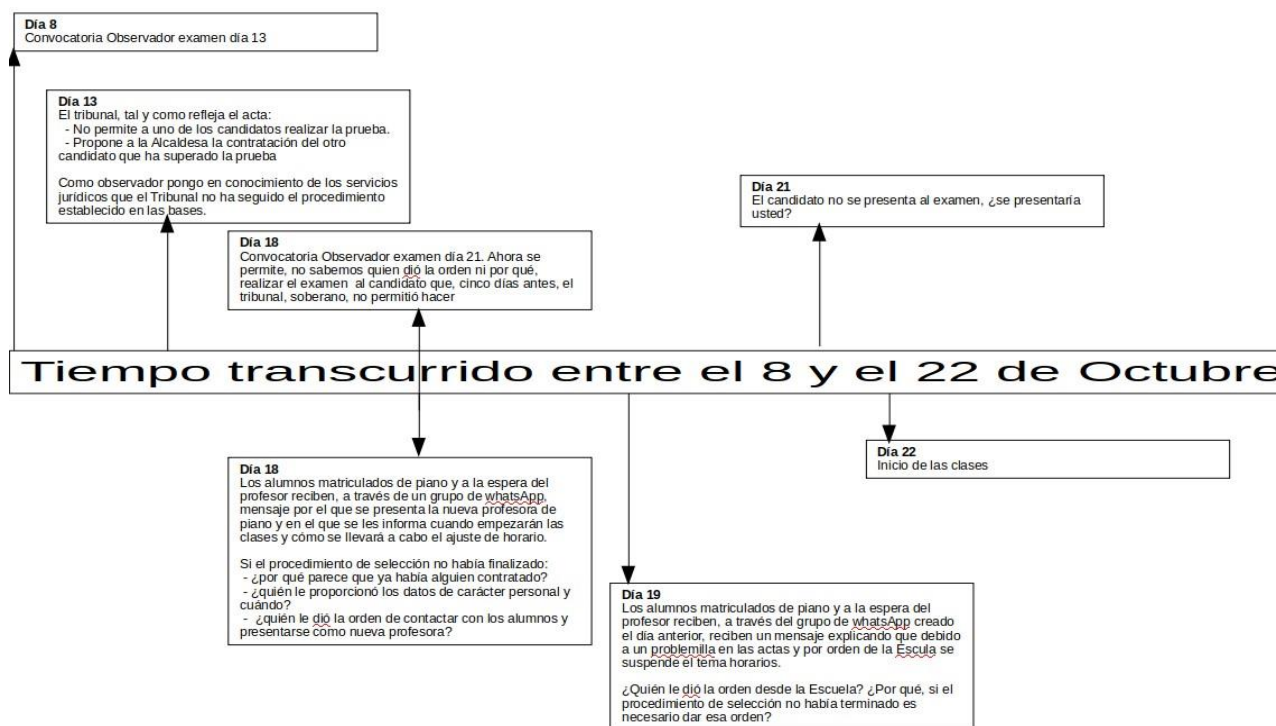 Día 8
Convocatoria Observador examen día 13
Día 13
El tribunal, tal y como refleja el acta:
- No permite a uno de los candidatos realizar la prueba.
- Propone a la Alcaldesa la contratación del otro
candidato que ha superado la prueba
Como observador pongo en conocimiento de los servicios
jurídicos que el Tribunal no ha seguido el procedimiento
establecido en las bases.
Día 21
El candidato no se presenta al examen, ¿se presentaría
usted?
Día 18
Convocatoria Observador examen día 21. Ahora se
permite, no sabemos quien dió la orden ni por qué,
realizar el examen al candidato que, cinco días antes, el
tribunal, soberano, no permitió hacer
Tiempo transcurrido entre el 8 y el 22 de Octubre
Día 22
Inicio de las clases
Día 18
Los alumnos matriculados de piano y a la espera del
profesor reciben, a través de un grupo de whatsApp,
mensaje por el que se presenta la nueva profesora de
piano y en el que se les informa cuando empezarán las
clases y cómo se llevará a cabo el ajuste de horario.
Si el procedimiento de selección no había finalizado:
- ¿por qué parece que ya había alguien contratado?
- ¿quién le proporcionó los datos de carácter personal y
cuándo?
- ¿quién le dió la orden de contactar con los alumnos y
presentarse como nueva profesora?
Día 19
Los alumnos matriculados de piano y a la espera del
profesor reciben, a través del grupo de whatsApp creado
el día anterior, reciben un mensaje explicando que debido
a un problemilla en las actas y por orden de la Escula se
suspende el tema horarios.
¿Quién le dió la orden desde la Escuela? ¿Por qué, si el
procedimiento de selección no había terminado es
necesario dar esa orden?